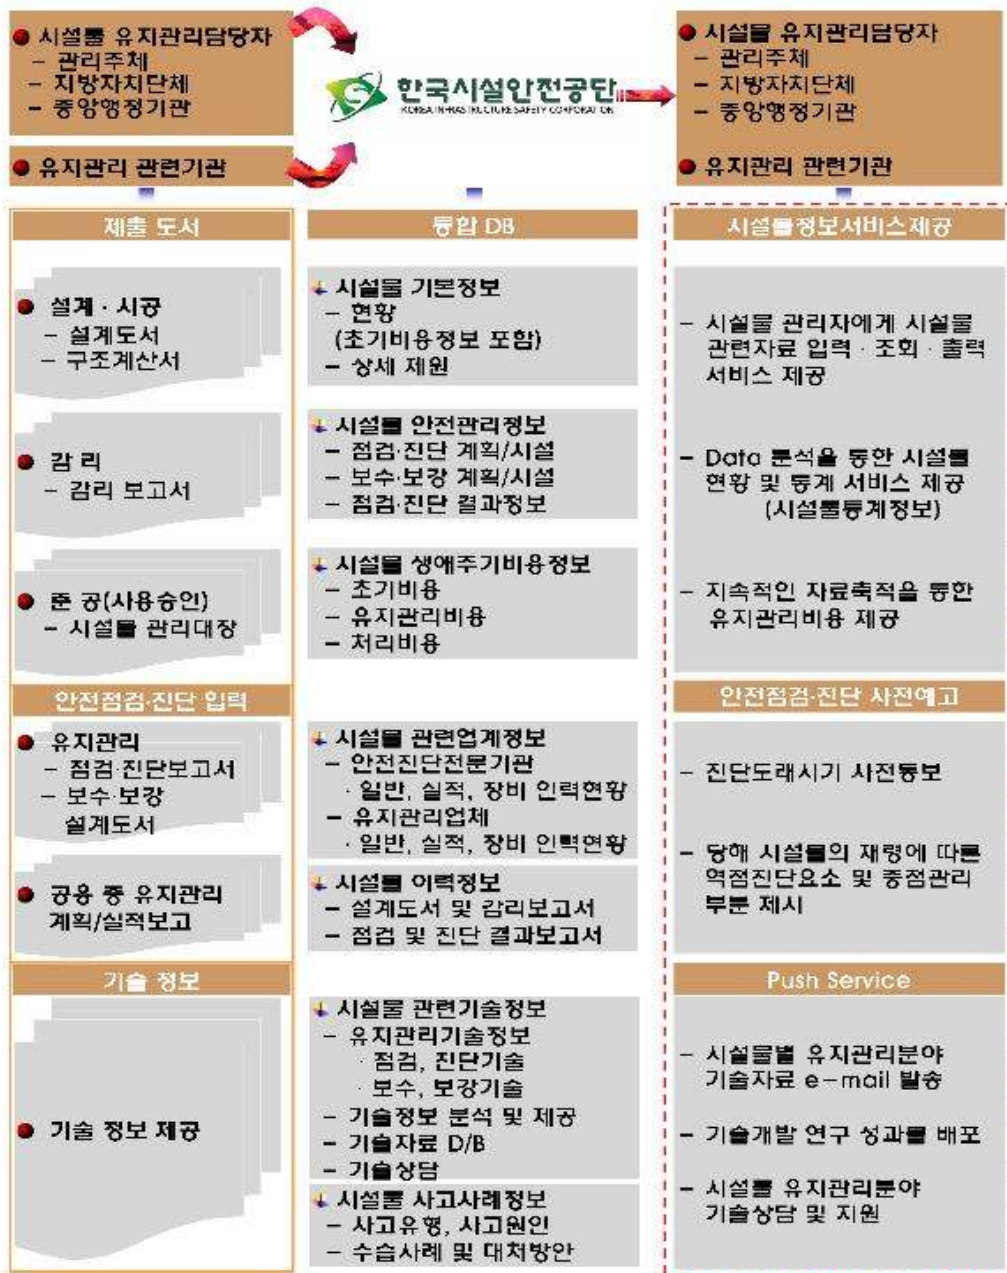 ● 시설물 유지관리담당자
– 관리주체
– 지방자치단체
– 중앙행정기관
● 유지관리 관련기관
한국시설안전공단
KOREA INFRASTRUCTURE SAFETY CORPORATION
● 시설물 유지관리담당자
– 관리주체
– 지방자치단체
– 중앙행정기관
● 유지관리 관련기관
제출 도서
● 설계 · 시공
– 설계도서
– 구조계산서
● 감 리
– 감리 보고서
● 준 공(사용승인)
– 시설물 관리대장
안전점검·진단 입력
● 유지관리
– 점검·진단보고서
– 보수·보강
설계도서
● 공용 중 유지관리
계획/실적보고
기술 정보
● 기술 정보 제공
통합 DB
시설물 기본정보
– 현황
(초기비용정보 포함)
– 상세 제원
시설물 안전관리정보
– 점검·진단 계획/시설
– 보수·보강 계획/시설
– 점검·진단 결과정보
시설물 생애주기비용정보
– 초기비용
– 유지관리비용
– 처리비용
시설물 관련업계정보
– 안전진단전문기관
· 일반, 실적, 장비 인력현황
– 유지관리업체
· 일반, 실적, 장비 인력현황
시설물 이력정보
– 설계도서 및 감리보고서
– 점검 및 진단 결과보고서
시설물 관련기술정보
– 유지관리기술정보
· 점검, 진단기술
· 보수, 보강기술
– 기술정보 분석 및 제공
– 기술자료 D/B
– 기술상담
시설물 사고사례정보
– 사고유형, 사고원인
– 수습사례 및 대처방안
시설물정보서비스제공
– 시설물 관리자에게 시설물
관련자료 입력 · 조회 · 출력
서비스 제공
– Data 분석을 통한 시설물
현황 및 통계 서비스 제공
(시설물통계정보)
– 지속적인 자료축적을 통한
유지관리비용 제공
안전점검·진단 사전예고
– 진단도래시기 사전통보
– 당해 시설물의 재령에 따른
역점진단요소 및 중점관리
부분 제시
Push Service
– 시설물별 유지관리분야
기술자료 e–mail 발송
– 기술개발 연구 성과물 배포
– 시설물 유지관리분야
기술상담 및 지원